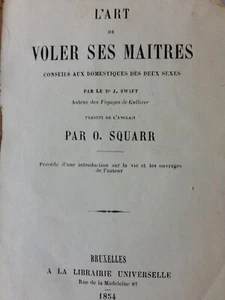 L'ART
DE
VOLER SES MAITRES
CONSEILS AUX DOMESTIQUES DES DEUX SEXES
PAR LE Dr J. SWIFT
Auteur des Voyages de Gulliver
TRADUIT DE L'ANGLAIS
PAR O. SQUARR
Précédé d'une introduction sur la vie et les ouvrages
de l'auteur
BRUXELLES
A LA LIBRAIRIE UNIVERSELLE
Rue de la Madeleine 87
1854